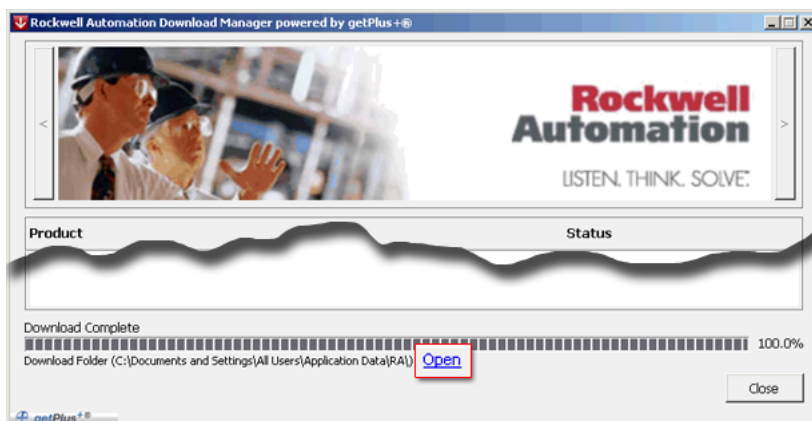 Rockwell Automation Download Manager powered by getPlus+®
<
Rockwell
Automation
LISTEN. THINK. SOLVE.®
>
Product Status
Download Complete
100.0%
Download Folder (C:\Documents and Settings\All Users\Application Data\RA\) Open
Close
getPlus+®